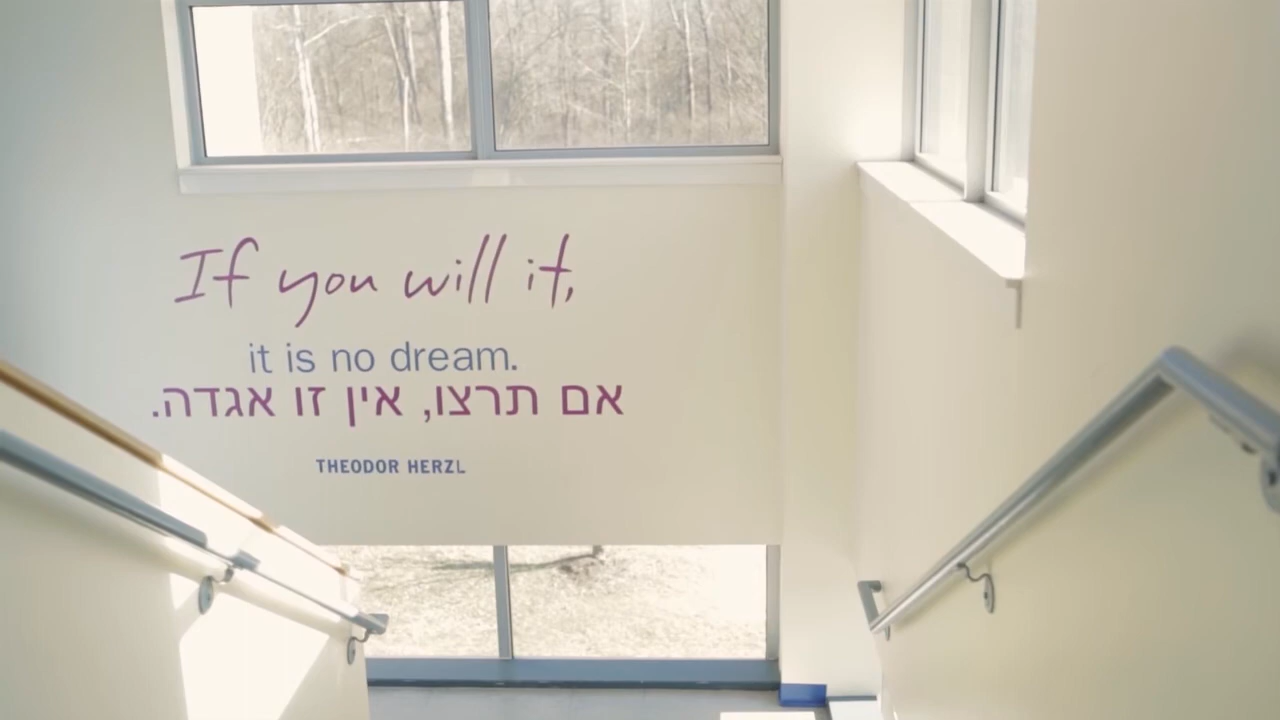 If you will it,
it is no dream.
אם תרצו, אין זו אגדה.
THEODOR HERZL